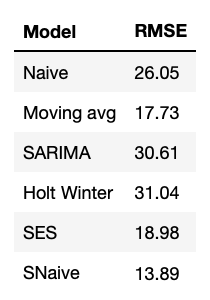 Model RMSE
Naive 26.05
Moving avg 17.73
SARIMA 30.61
Holt Winter 31.04
SES 18.98
SNaive 13.89